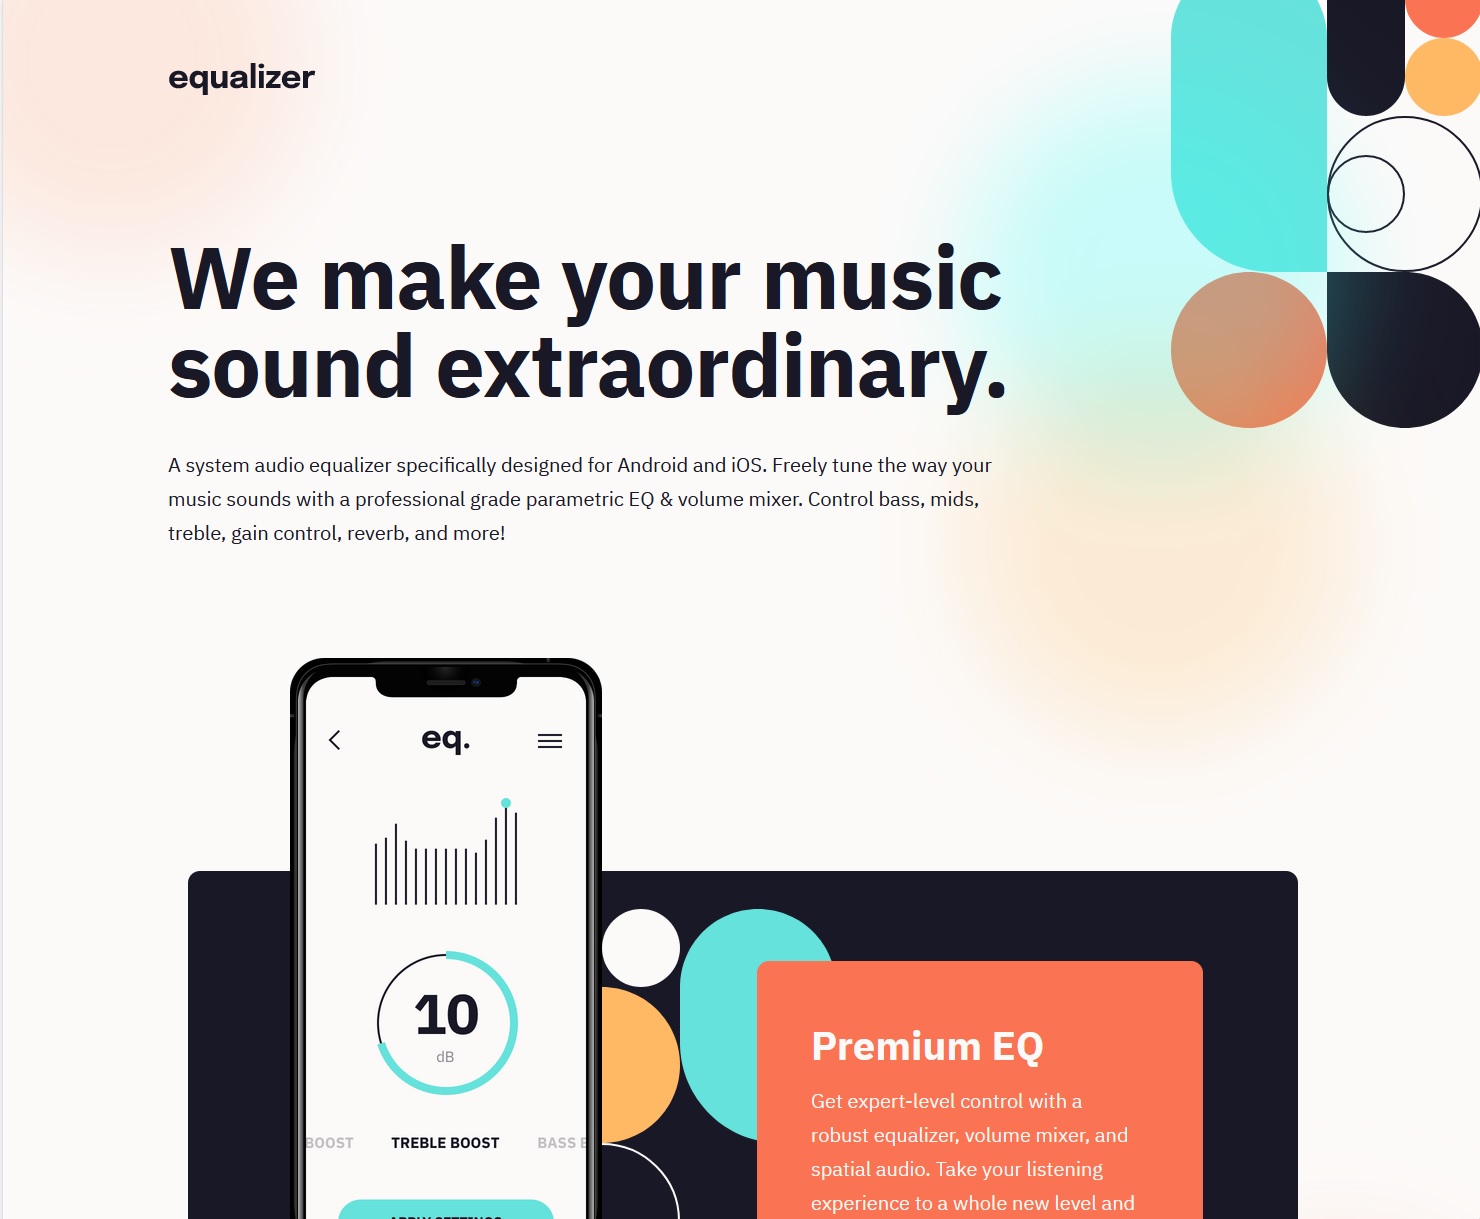 equalizer
We make your music
sound extraordinary.
A system audio equalizer specifically designed for Android and iOS. Freely tune the way your
music sounds with a professional grade parametric EQ & volume mixer. Control bass, mids,
treble, gain control, reverb, and more!
eq.
10
dB
BOOST TREBLE BOOST BASS
Premium EQ
Get expert-level control with a
robust equalizer, volume mixer, and
spatial audio. Take your listening
experience to a whole new level and